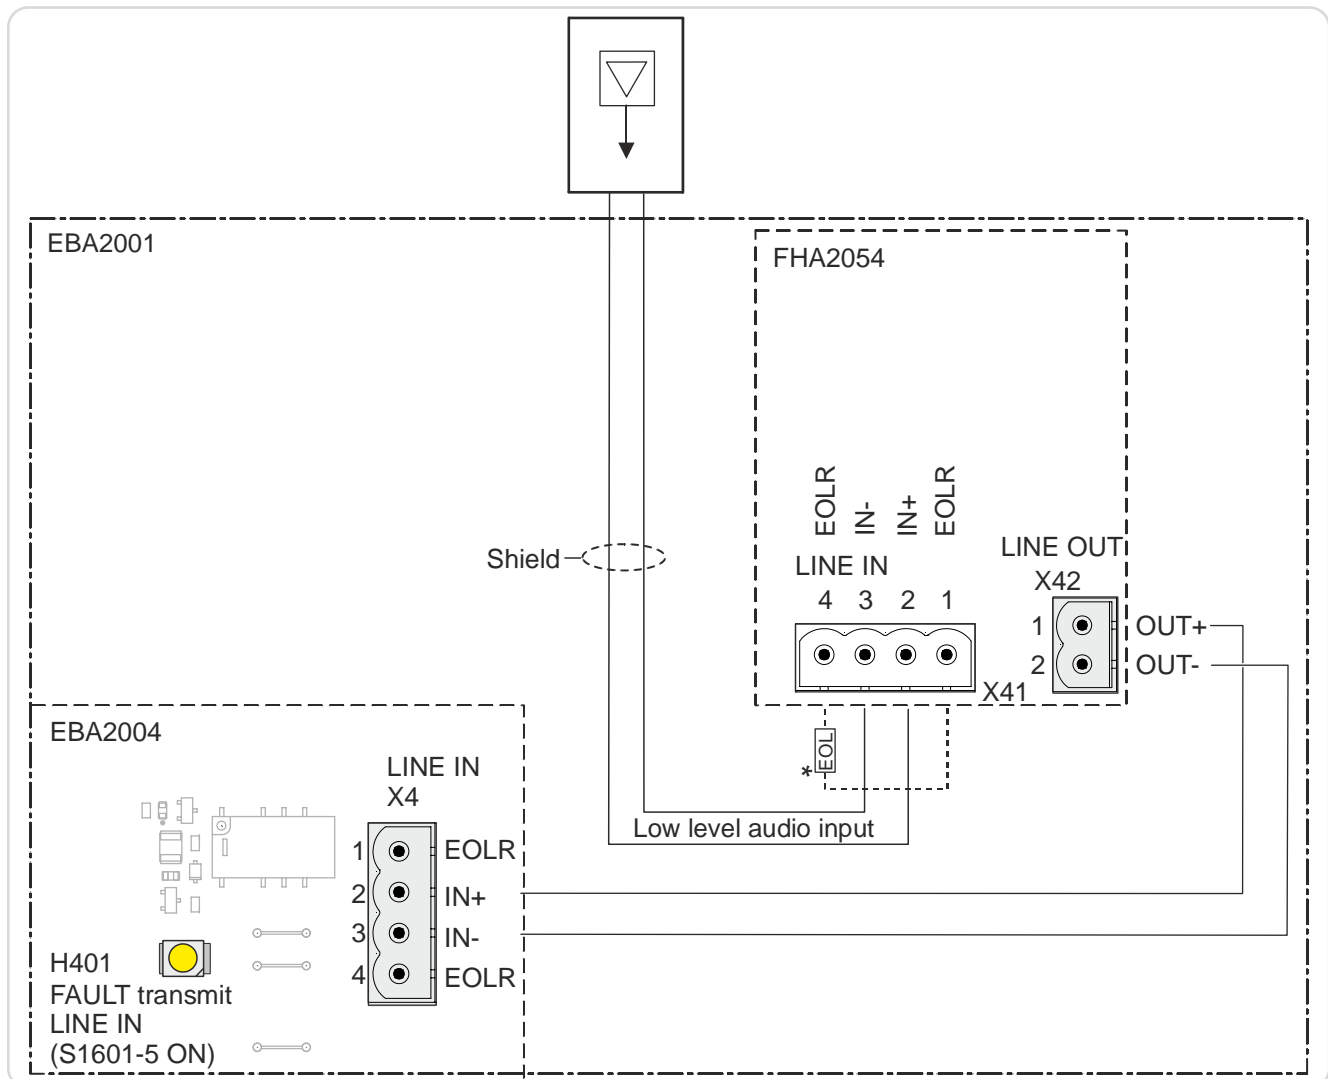 EBA2001
FHA2054
EOLR
IN-
IN+
EOLR
LINE IN
4 3 2 1
X41
LINE OUT
X42
1 OUT+
2 OUT-
Shield
*
EOL
Low level audio input
EBA2004
LINE IN
X4
1 EOLR
2 IN+
3 IN-
4 EOLR
H401
FAULT transmit
LINE IN
(S1601-5 ON)